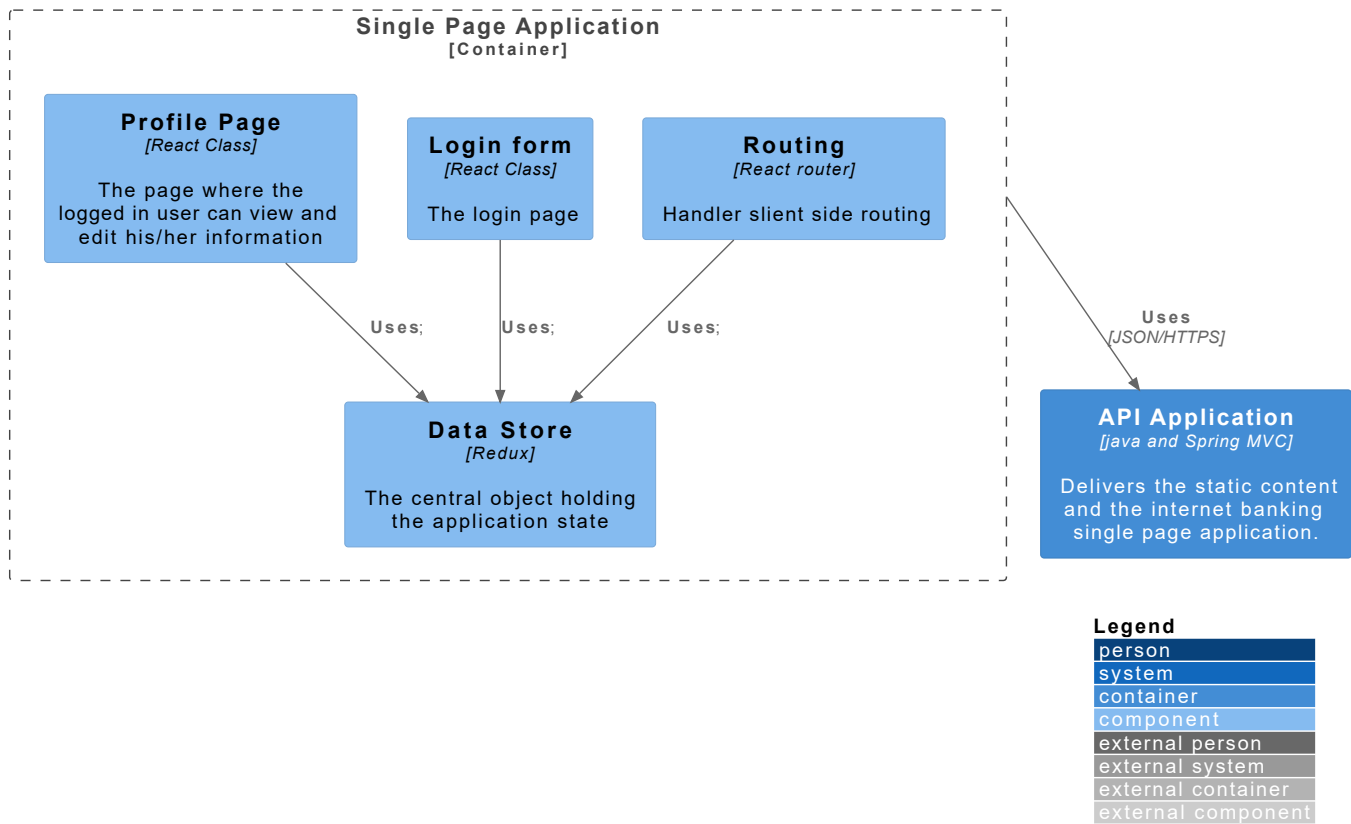 Single Page Application
[Container]
Profile Page
[React Class]
The page where the
logged in user can view and
edit his/her information
Login form
[React Class]
The login page
Routing
[React router]
Handler slient side routing
Uses;
Uses;
Uses;
Uses
[JSON/HTTPS]
Data Store
[Redux]
The central object holding
the application state
API Application
[java and Spring MVC]
Delivers the static content
and the internet banking
single page application.
Legend
person
system
container
component
external person
external system
external container
external component